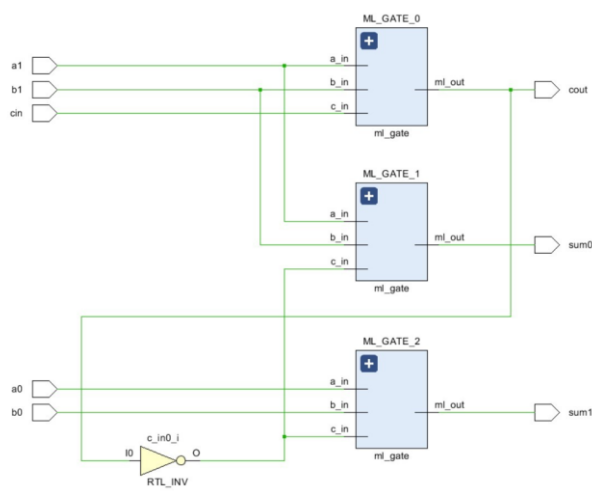 ML_GATE_0
a1
a_in
b1
b_in
ml_out
cout
cin
c_in
ml_gate
ML_GATE_1
a_in
b_in
ml_out
sum0
c_in
ml_gate
ML_GATE_2
a0
a_in
b0
b_in
ml_out
sum1
c_in0_i
c_in
I0
O
ml_gate
RTL_INV